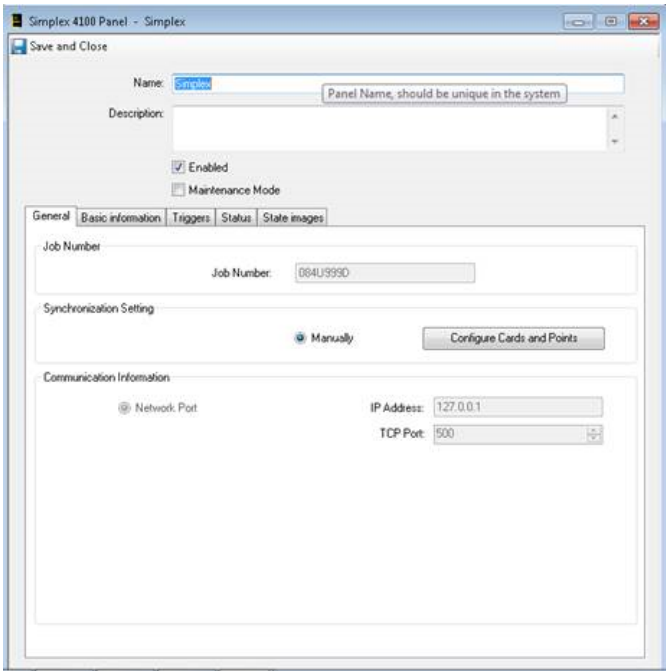 Simplex 4100 Panel - Simplex
Save and Close
Name: Simplex
Panel Name, should be unique in the system
Description:
Enabled
Maintenance Mode
General Basic information Triggers Status State images
Job Number
Job Number: 084U999D
Synchronization Setting
Manually Configure Cards and Points
Communication Information
Network Port IP Address: 127.0.0.1
TCP Port: 500